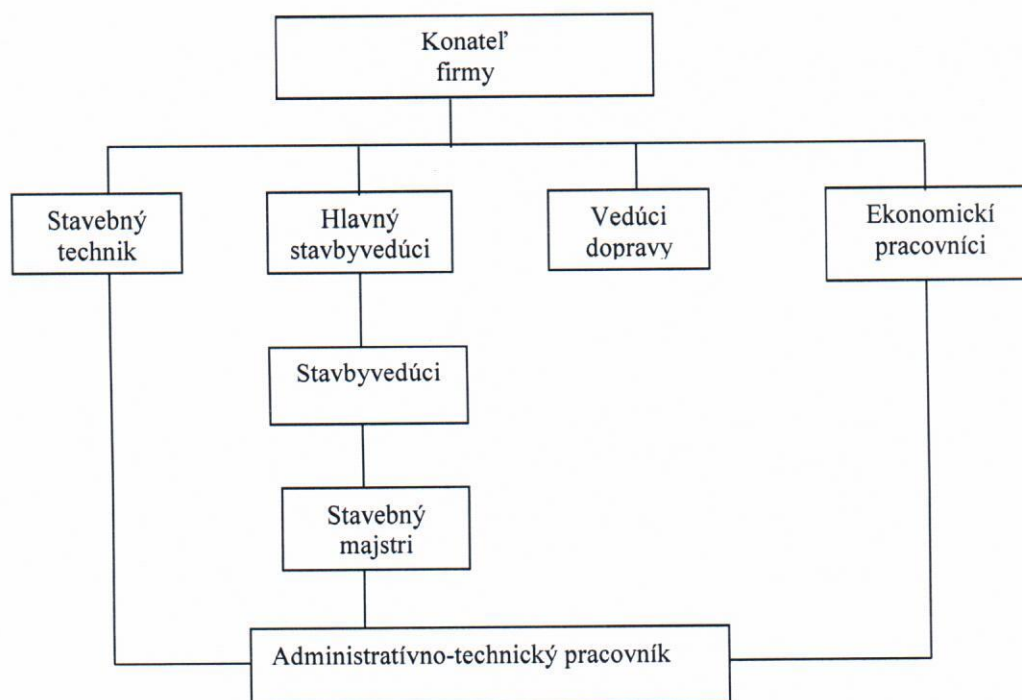 Konateľ
firmy
Stavebný
technik
Hlavný
stavbyvedúci
Vedúci
dopravy
Ekonomickí
pracovníci
Stavbyvedúci
Stavebný
majstri
Administratívno-technický pracovník